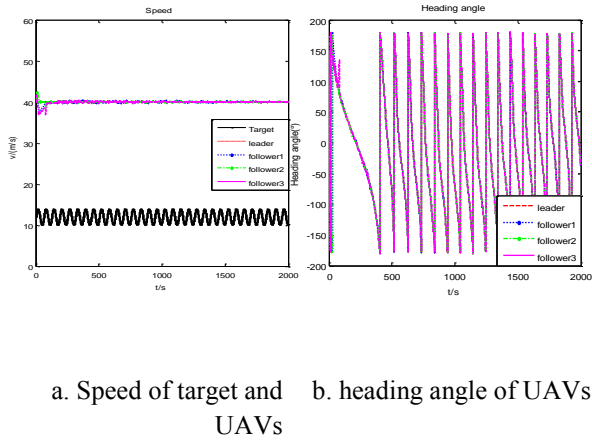 Speed
60
50
40
30
20
10
0
v/(m/s)
Target
leader
follower1
follower2
follower3
0
500
1000
1500
2000
t/s
Heading angle
200
150
100
50
0
-50
-100
-150
-200
Heading angle(°)
leader
follower1
follower2
follower3
0
500
1000
1500
2000
t/s
a. Speed of target and
UAVs
b. heading angle of UAVs